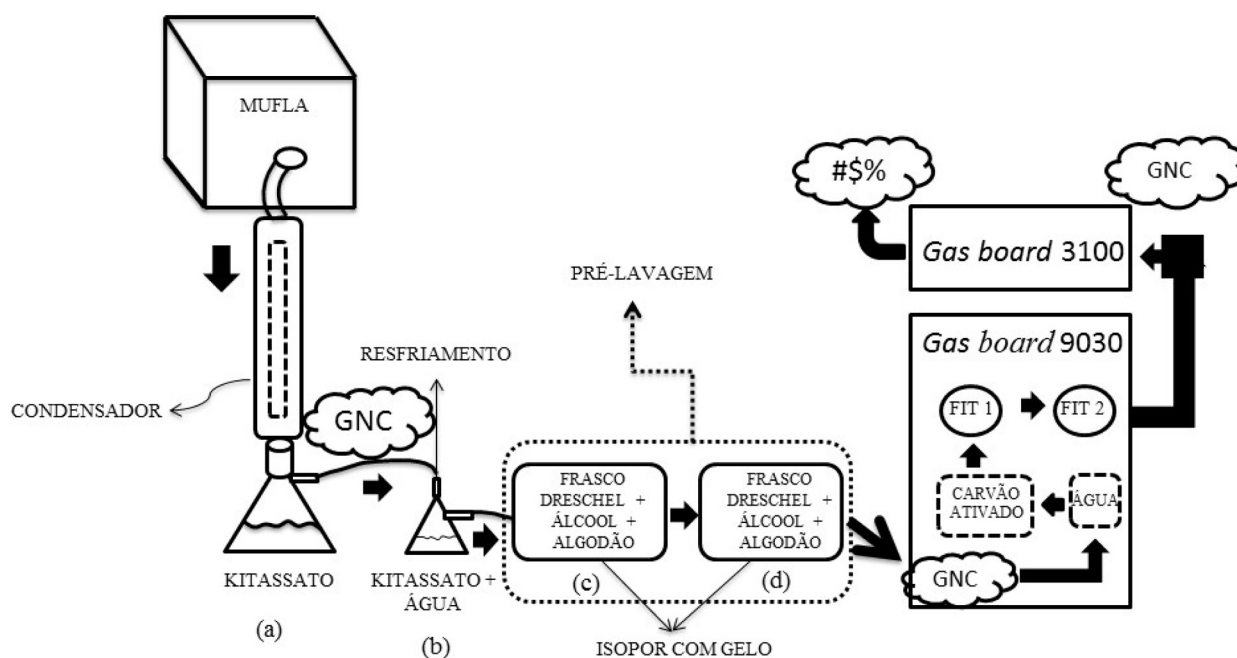 MUFLA
#$%
GNC
Gas board 3100
PRÉ-LAVAGEM
RESFRIAMENTO
Gas board 9030
CONDENSADOR
GNC
FIT 1
FIT 2
FRASCO
DRESCHEL +
ÁLCOOL +
ALGODÃO
FRASCO
DRESCHEL +
ÁLCOOL +
ALGODÃO
CARVÃO
ATIVADO
ÁGUA
KITASSATO
KITASSATO +
ÁGUA
(c)
(d)
GNC
(a)
(b)
ISOPOR COM GELO